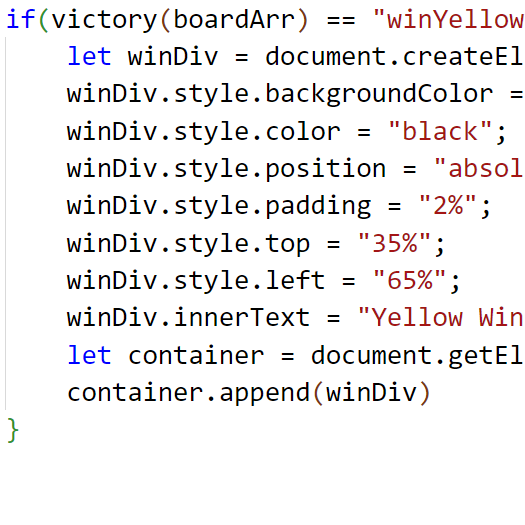 if(victory(boardArr) == "winYellow
let winDiv = document.createEl
winDiv.style.backgroundColor =
winDiv.style.color = "black";
winDiv.style.position = "absol
winDiv.style.padding = "2%";
winDiv.style.top = "35%";
winDiv.style.left = "65%";
winDiv.innerText = "Yellow Win
let container = document.getEl
container.append(winDiv)
}